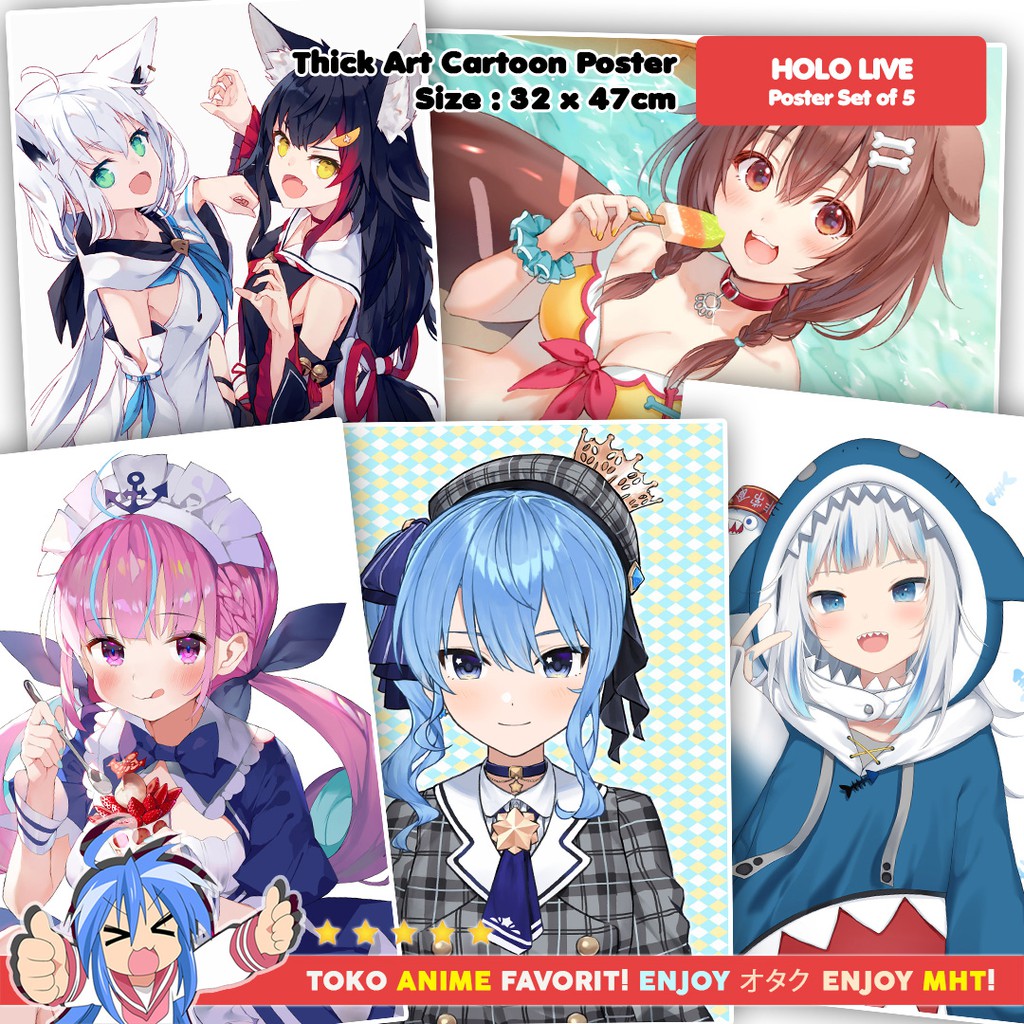 Thick Art Cartoon Poster
Size : 32 x 47cm
HOLO LIVE
Poster Set of 5
TOKO ANIME FAVORIT! ENJOY オタク ENJOY MHT!